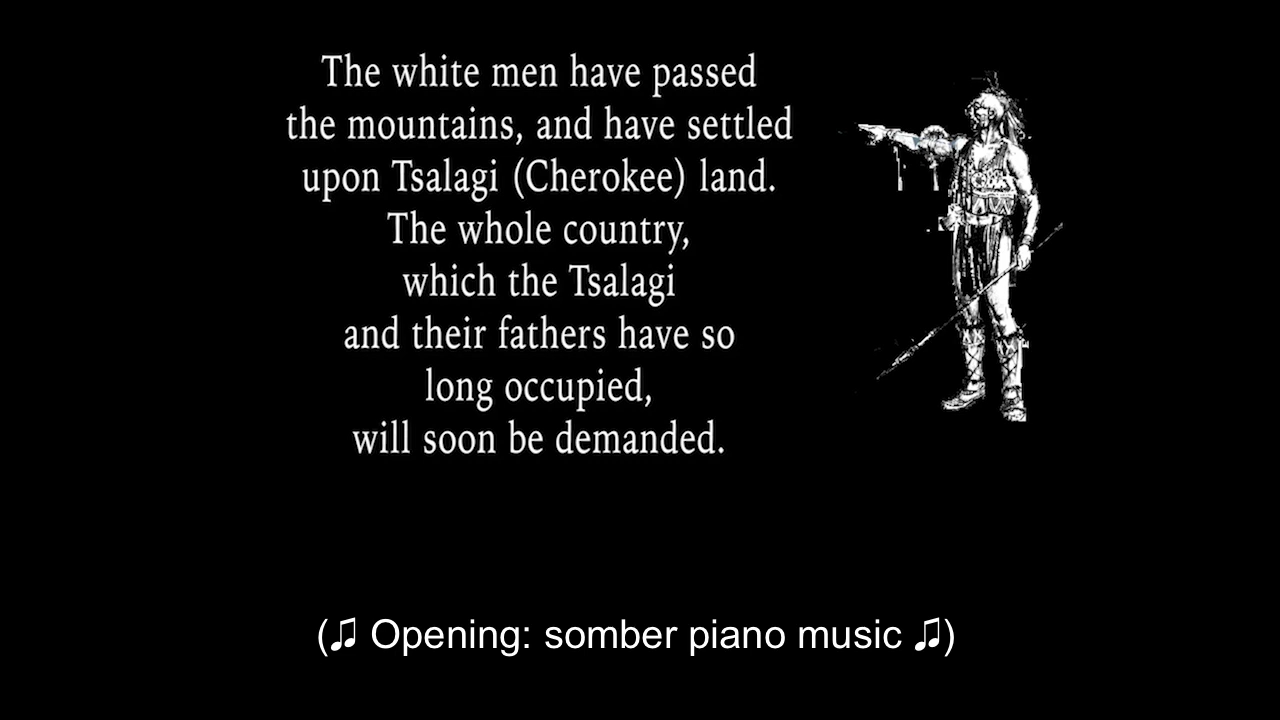 The white men have passed
the mountains, and have settled
upon Tsalagi (Cherokee) land.
The whole country,
which the Tsalagi
and their fathers have so
long occupied,
will soon be demanded.
(♫ Opening: somber piano music ♫)